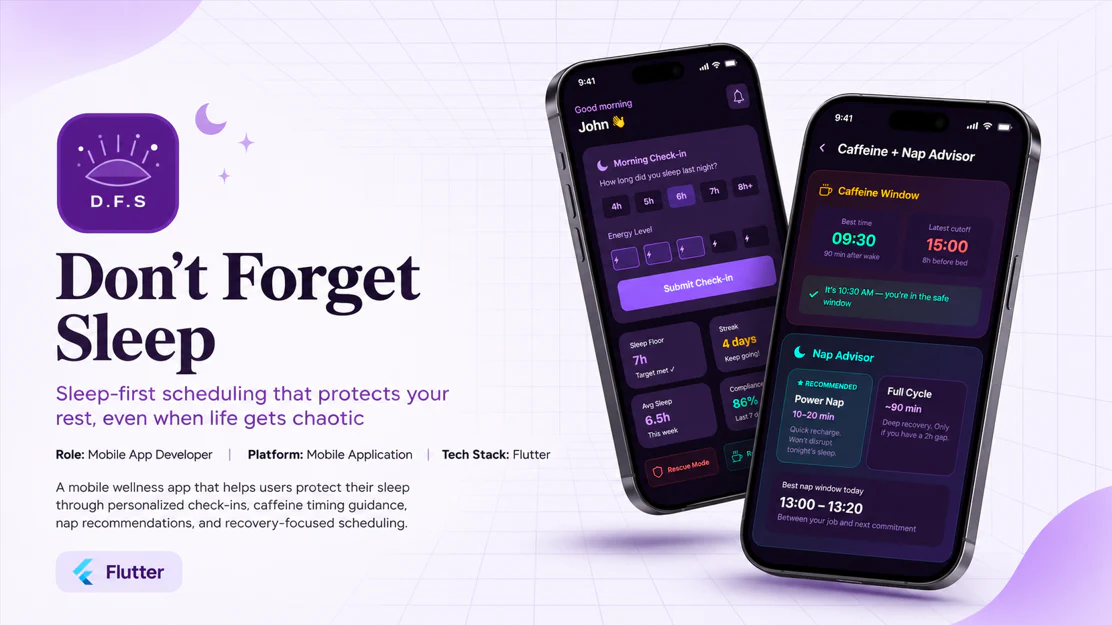 D.F.S
Don't Forget
Sleep
Sleep-first scheduling that protects your
rest, even when life gets chaotic
Role: Mobile App Developer | Platform: Mobile Application | Tech Stack: Flutter
A mobile wellness app that helps users protect their sleep
through personalized check-ins, caffeine timing guidance,
nap recommendations, and recovery-focused scheduling.
Flutter
9:41
Good morning
John 👋
Morning Check-in
How long did you sleep last night?
4h 5h 6h 7h 8h+
Energy Level
Submit Check-in
Sleep Floor
7h
Target met ✓
Streak
4 days
Keep going!
Avg Sleep
6.5h
This week
Compliance
86%
Last 7 d
Rescue Mode
9:41
Caffeine + Nap Advisor
Caffeine Window
Best time
09:30
90 min after wake
Latest cutoff
15:00
8h before bed
It's 10:30 AM — you're in the safe
window
Nap Advisor
★ RECOMMENDED
Power Nap
10–20 min
Quick recharge.
Won't disrupt
tonight's sleep.
Full Cycle
~90 min
Deep recovery. Only
if you have a 2h gap.
Best nap window today
13:00 – 13:20
Between your job and next commitment